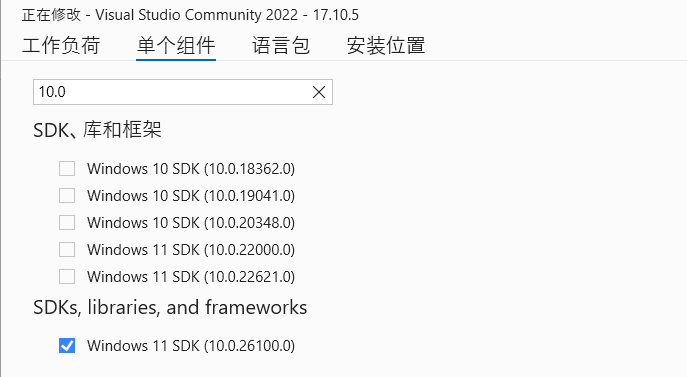 正在修改 - Visual Studio Community 2022 - 17.10.5
工作负荷 单个组件 语言包 安装位置
10.0
SDK、库和框架
Windows 10 SDK (10.0.18362.0)
Windows 10 SDK (10.0.19041.0)
Windows 10 SDK (10.0.20348.0)
Windows 11 SDK (10.0.22000.0)
Windows 11 SDK (10.0.22621.0)
SDKs, libraries, and frameworks
Windows 11 SDK (10.0.26100.0)